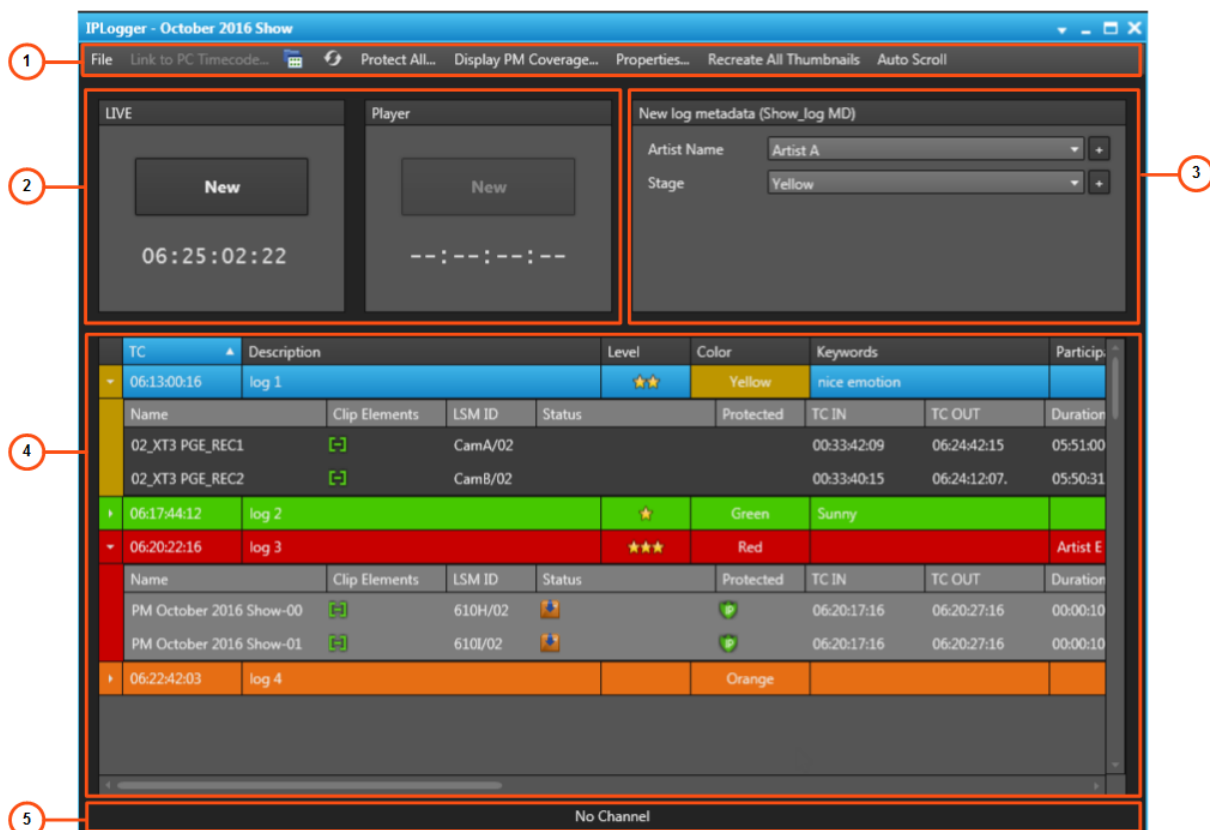 IPLogger - October 2016 Show
1
File Link to PC Timecode... Protect All... Display PM Coverage... Properties... Recreate All Thumbnails Auto Scroll
LIVE Player New log metadata (Show_log MD)
Artist Name Artist A +
2 New New Stage Yellow + 3
06:25:02:22 --:--:--:--
TC Description Level Color Keywords Particip
06:13:00:16 log 1 Yellow nice emotion
Name Clip Elements LSM ID Status Protected TC IN TC OUT Duration
4 02_XT3 PGE_REC1 CamA/02 00:33:42:09 06:24:42:15 05:51:00
02_XT3 PGE_REC2 CamB/02 00:33:40:15 06:24:12:07. 05:50:31
06:17:44:12 log 2 Green Sunny
06:20:22:16 log 3 Red Artist E
Name Clip Elements LSM ID Status Protected TC IN TC OUT Duration
PM October 2016 Show-00 610H/02 IP 06:20:17:16 06:20:27:16 00:00:10
PM October 2016 Show-01 610I/02 IP 06:20:17:16 06:20:27:16 00:00:10
06:22:42:03 log 4 Orange
5 No Channel